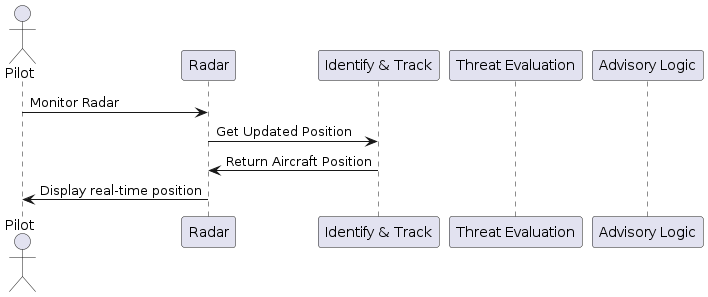 Pilot
Radar
Identify & Track
Threat Evaluation
Advisory Logic
Monitor Radar
Get Updated Position
Return Aircraft Position
Display real-time position
Pilot
Radar
Identify & Track
Threat Evaluation
Advisory Logic